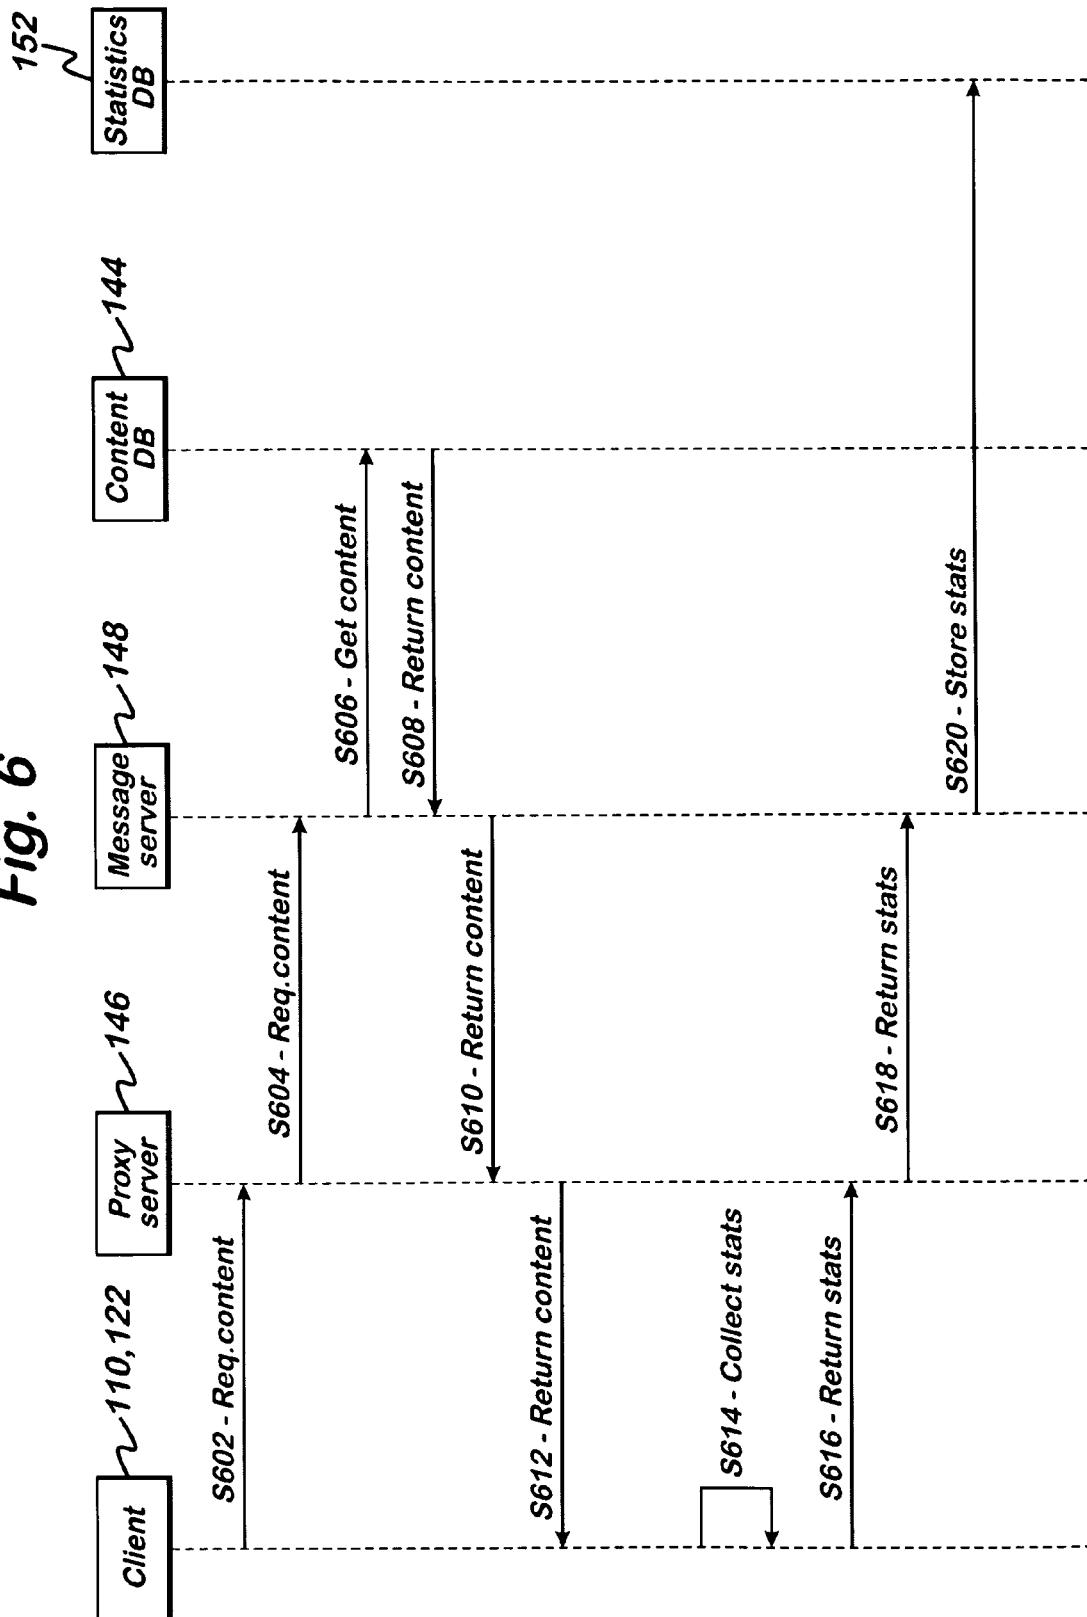 Fig. 6
Client
110,122
Proxy
server
146
Message
server
148
Content
DB
144
Statistics
DB
152
S602 - Req.content
S604 - Req.content
S606 - Get content
S608 - Return content
S610 - Return content
S612 - Return content
S614 - Collect stats
S616 - Return stats
S618 - Return stats
S620 - Store stats